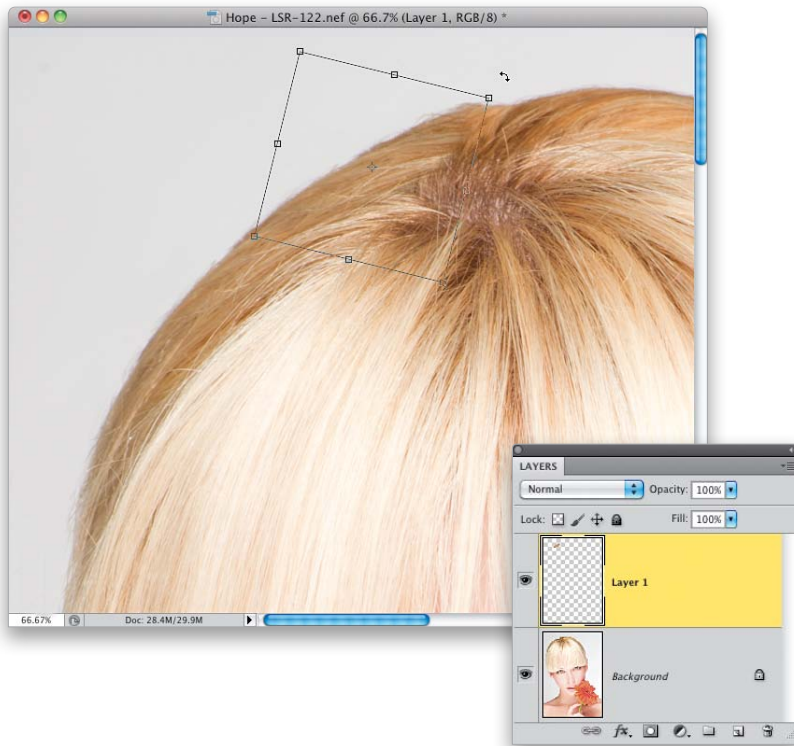 Hope – LSR-122.nef @ 66.7% (Layer 1, RGB/8) *
66.67%
Doc: 28.4M/29.9M
LAYERS
Normal
Opacity: 100%
Lock:
Fill: 100%
Layer 1
Background
fx.